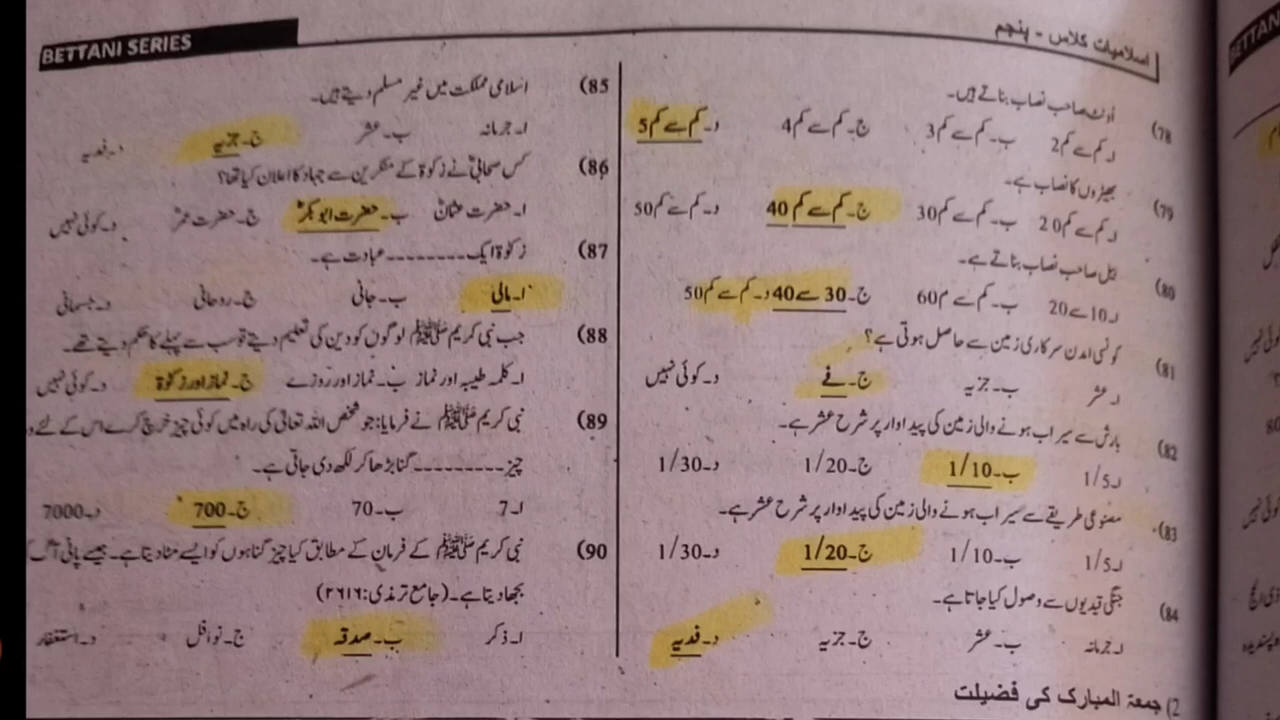 BETTANI SERIES
اسلامیات کلاس - پنجم
78) اُونٹ صاحب نصاب بناتے ہیں۔
ا۔ کم سے کم 2 ب۔ کم سے کم 3 ج۔ کم سے کم 4 د۔ کم سے کم 5
79) بھیڑوں کا نصاب ہے۔
ا۔ کم سے کم 20 ب۔ کم سے کم 30 ج۔ کم سے کم 40 د۔ کم سے کم 50
80) بیل صاحب نصاب بناتے ہے۔
ا۔ 10 سے 20 ب۔ کم سے م 60 ج۔ 30 سے 40 د۔ کم سے کم 50
81) کونسی آمدن سرکاری زمین سے حاصل ہوتی ہے؟
ا۔ عشر ب۔ جزیہ ج۔ فے د۔ کوئی نہیں
82) بارش سے سیراب ہونے والی زمین کی پیداوار پر شرح عشر ہے۔
ا۔ 1/5 ب۔ 1/10 ج۔ 1/20 د۔ 1/30
83) مصنوعی طریقے سے سیراب ہونے والی زمین کی پیداوار پر شرح عشر ہے۔
ا۔ 1/5 ب۔ 1/10 ج۔ 1/20 د۔ 1/30
84) جنگی قیدیوں سے وصول کیا جاتا ہے۔
ا۔ جرمانہ ب۔ عشر ج۔ جزیہ د۔ فدیہ
2) جمعۃ المبارک کی فضیلت
85) اسلامی مملکت میں غیر مسلم دیتے ہیں۔
ا۔ جرمانہ ب۔ عشر ج۔ جزیہ د۔ فدیہ
86) کس صحابیؓ نے زکوۃ کے منکرین سے جہاد کا اعلان کیا تھا؟
ا۔ حضرت عثمانؓ ب۔ حضرت ابوبکرؓ ج۔ حضرت عمرؓ د۔ کوئی نہیں
87) زکوۃ ایک --------- عبادت ہے۔
ا۔ مالی ب۔ جانی ج۔ روحانی د۔ جسمانی
88) جب نبی کریم ﷺ لوگوں کو دین کی تعلیم دیتے تو سب سے پہلے کا حکم دیتے تھے۔
ا۔ کلمہ طیبہ اور نماز ب۔ نماز اور روزے ج۔ نماز اور زکوۃ د۔ کوئی نہیں
89) نبی کریم ﷺ نے فرمایا: جو شخص اللہ تعالی کی راہ میں کوئی چیز خرچ کرے اس کے لئے و
چیز --------- گنا بڑھا کر لکھ دی جاتی ہے۔
ا۔ 7 ب۔ 70 ج۔ 700 د۔ 7000
90) نبی کریم ﷺ کے فرمان کے مطابق کیا چیز گناہوں کو ایسے مٹا دیتا ہے۔ جیسے پانی آگ ک
بجھا دیتا ہے۔ (جامع ترمذی: ۲۶۱۶)
ا۔ ذکر ب۔ صدقہ ج۔ نوافل د۔ استغفار